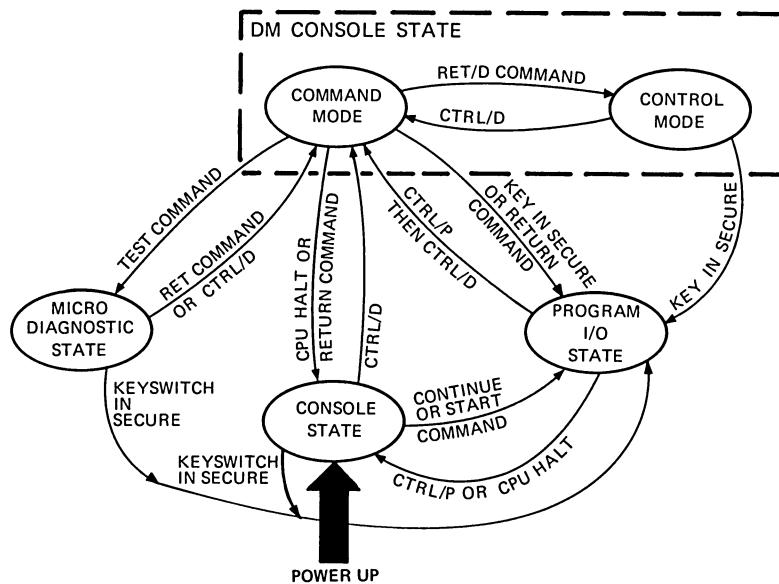 DM CONSOLE STATE
RET/D COMMAND
COMMAND
MODE
CONTROL
MODE
CTRL/D
TEST COMMAND
RET COMMAND
OR CTRL/D
CPU HALT OR
RETURN COMMAND
CTRL/D
CTRL/P
THEN CTRL/D
KEY IN SECURE
OR RETURN
COMMAND
KEY IN SECURE
MICRO
DIAGNOSTIC
STATE
PROGRAM
I/O
STATE
KEYSWITCH
IN
SECURE
CONSOLE
STATE
CONTINUE
OR START
COMMAND
KEYSWITCH
IN SECURE
CTRL/P OR CPU HALT
POWER UP